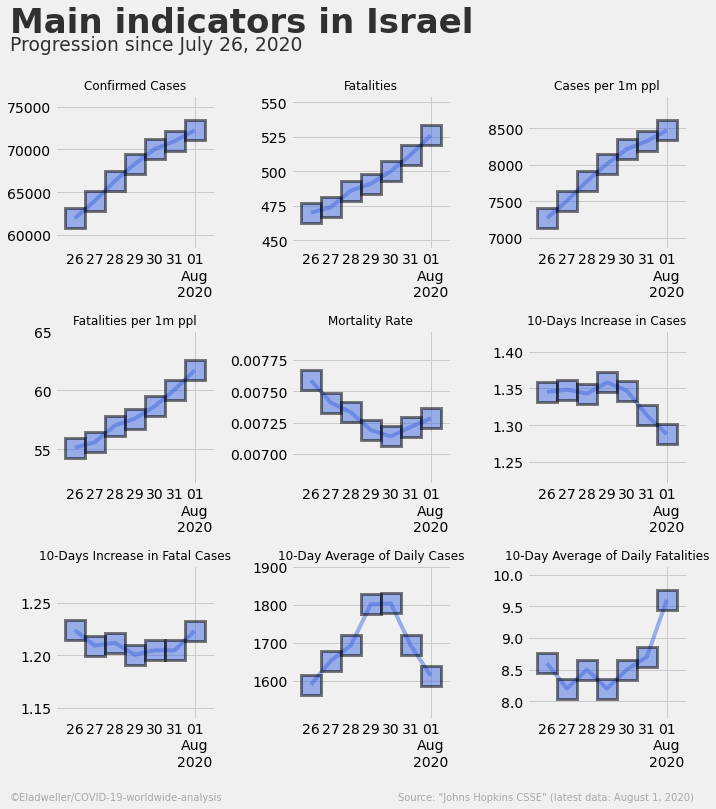 Main indicators in Israel
Progression since July 26, 2020
Confirmed Cases
75000
70000
65000
60000
26 27 28 29 30 31 01
Aug
2020
Fatalities
550
525
500
475
450
26 27 28 29 30 31 01
Aug
2020
Cases per 1m ppl
8500
8000
7500
7000
26 27 28 29 30 31 01
Aug
2020
Fatalities per 1m ppl
65
60
55
26 27 28 29 30 31 01
Aug
2020
Mortality Rate
0.00775
0.00750
0.00725
0.00700
26 27 28 29 30 31 01
Aug
2020
10-Days Increase in Cases
1.40
1.35
1.30
1.25
26 27 28 29 30 31 01
Aug
2020
10-Days Increase in Fatal Cases
1.25
1.20
1.15
26 27 28 29 30 31 01
Aug
2020
10-Day Average of Daily Cases
1900
1800
1700
1600
26 27 28 29 30 31 01
Aug
2020
10-Day Average of Daily Fatalities
10.0
9.5
9.0
8.5
8.0
26 27 28 29 30 31 01
Aug
2020
©Eladweller/COVID-19-worldwide-analysis
Source: "Johns Hopkins CSSE" (latest data: August 1, 2020)